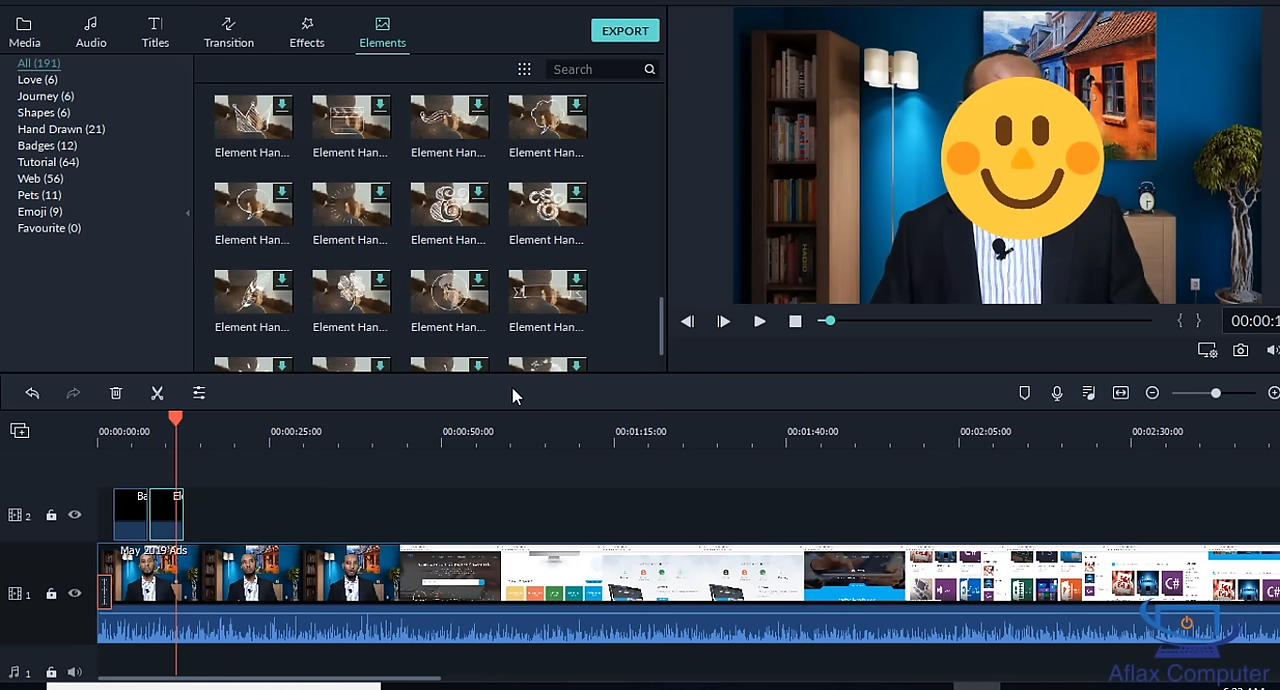 Media
Audio
Titles
Transition
Effects
Elements
EXPORT
All (191)
Love (6)
Journey (6)
Shapes (6)
Hand Drawn (21)
Badges (12)
Tutorial (64)
Web (56)
Pets (11)
Emoji (9)
Favourite (0)
Search
Element Han...
Element Han...
Element Han...
Element Han...
Element Han...
Element Han...
Element Han...
Element Han...
Element Han...
Element Han...
Element Han...
Element Han...
{ }
00:00:1
00:00:00:00
00:00:25:00
00:00:50:00
00:01:15:00
00:01:40:00
00:02:05:00
00:02:30:00
Ba
El
2
May 2019 Ads
1
C#
C#
1
Aflax Computer